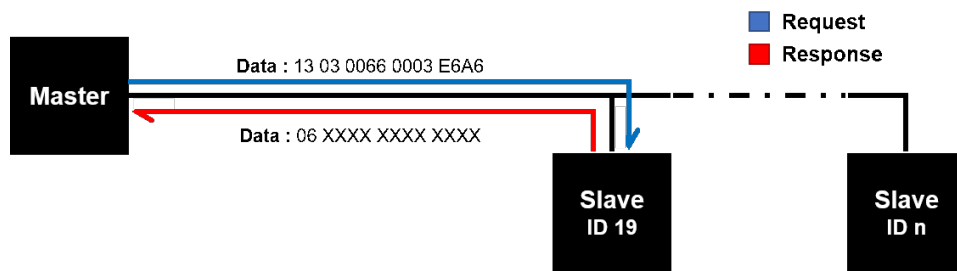 Request
Response
Data : 13 03 0066 0003 E6A6
Master
Data : 06 XXXX XXXX XXXX
Slave
ID 19
Slave
ID n